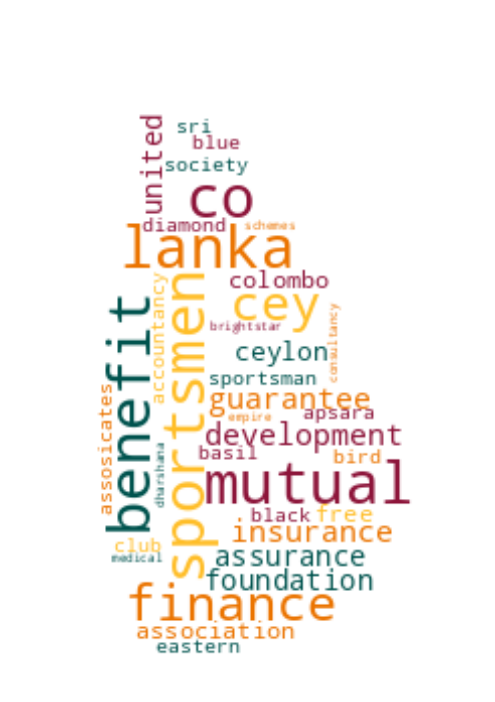 united
sri
blue
society
co
diamond
schemes
lanka
colombo
accountancy
sportsmen
benefit
cey
brightstar
consultancy
ceylon
sportsman
assosicates
guarantee
apsara
empire
development
basil
bird
dharshana
mutual
black
free
insurance
club
medical
assurance
foundation
finance
association
eastern